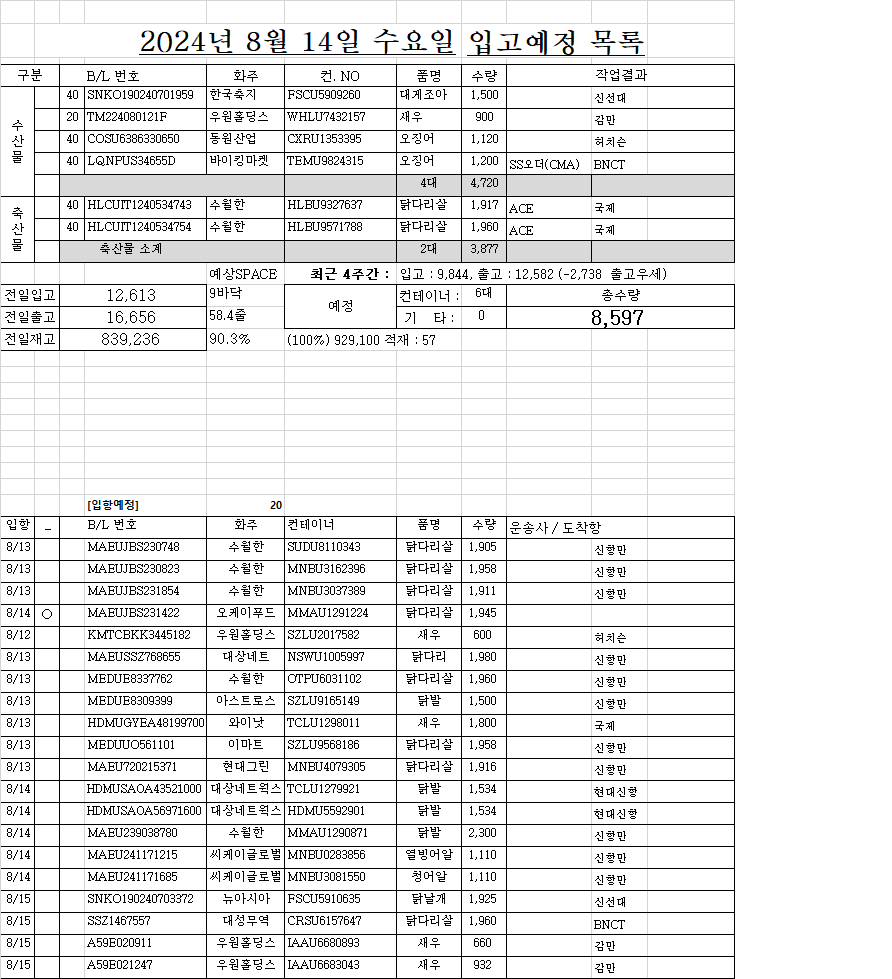 2024년 8월 14일 수요일 입고예정 목록
구분 B/L 번호 화주 컨. NO 품명 수량 작업결과
수산물
40 SNKO190240701959 한국축지 FSCU5909260 대게조아 1,500 신선대
20 TM224080121F 우원홀딩스 WHLU7432157 새우 900 감만
40 COSU6386330650 동원산업 CXRU1353395 오징어 1,120 허치슨
40 LQNPUS34655D 바이킹마켓 TEMU9824315 오징어 1,200 SS오더(CMA) BNCT
4대 4,720
축산물
40 HLCUIT1240534743 수월한 HLBU9327637 닭다리살 1,917 ACE 국제
40 HLCUIT1240534754 수월한 HLBU9571788 닭다리살 1,960 ACE 국제
축산물 소계 2대 3,877
예상SPACE 최근 4주간 : 입고 : 9,844, 출고 : 12,582 (-2,738 출고우세)
전일입고 12,613 9바닥 예정 컨테이너 : 6대 총수량
전일출고 16,656 58.4줄 기 타 : 0 8,597
전일재고 839,236 90.3% (100%) 929,100 적재 : 57
[입항예정] 20
입항 _ B/L 번호 화주 컨테이너 품명 수량 운송사 / 도착항
8/13 MAEUJBS230748 수월한 SUDU8110343 닭다리살 1,905 신항만
8/13 MAEUJBS230823 수월한 MNBU3162396 닭다리살 1,958 신항만
8/13 MAEUJBS231854 수월한 MNBU3037389 닭다리살 1,911 신항만
8/14 ○ MAEUJBS231422 오케이푸드 MMAU1291224 닭다리살 1,945
8/12 KMTCBKK3445182 우원홀딩스 SZLU2017582 새우 600 허치슨
8/13 MAEUSSZ768655 대상네트 NSWU1005997 닭다리 1,980 신항만
8/13 MEDUE8337762 수월한 OTPU6031102 닭다리살 1,960 신항만
8/13 MEDUE8309399 아스트로스 SZLU9165149 닭발 1,500 신항만
8/13 HDMUGYEA48199700 와이낫 TCLU1298011 새우 1,800 국제
8/13 MEDUUO561101 이마트 SZLU9568186 닭다리살 1,958 신항만
8/13 MAEU720215371 현대그린 MNBU4079305 닭다리살 1,916 신항만
8/14 HDMUSAOA43521000 대상네트웍스 TCLU1279921 닭발 1,534 현대신항
8/14 HDMUSAOA56971600 대상네트웍스 HDMU5592901 닭발 1,534 현대신항
8/14 MAEU239038780 수월한 MMAU1290871 닭발 2,300 신항만
8/14 MAEU241171215 씨케이글로벌 MNBU0283856 열빙어알 1,110 신항만
8/14 MAEU241171685 씨케이글로벌 MNBU3081550 청어알 1,110 신항만
8/15 SNKO190240703372 뉴아시아 FSCU5910635 닭날개 1,925 신선대
8/15 SSZ1467557 대성무역 CRSU6157647 닭다리살 1,960 BNCT
8/15 A59E020911 우원홀딩스 IAAU6680893 새우 660 감만
8/15 A59E021247 우원홀딩스 IAAU6683043 새우 932 감만